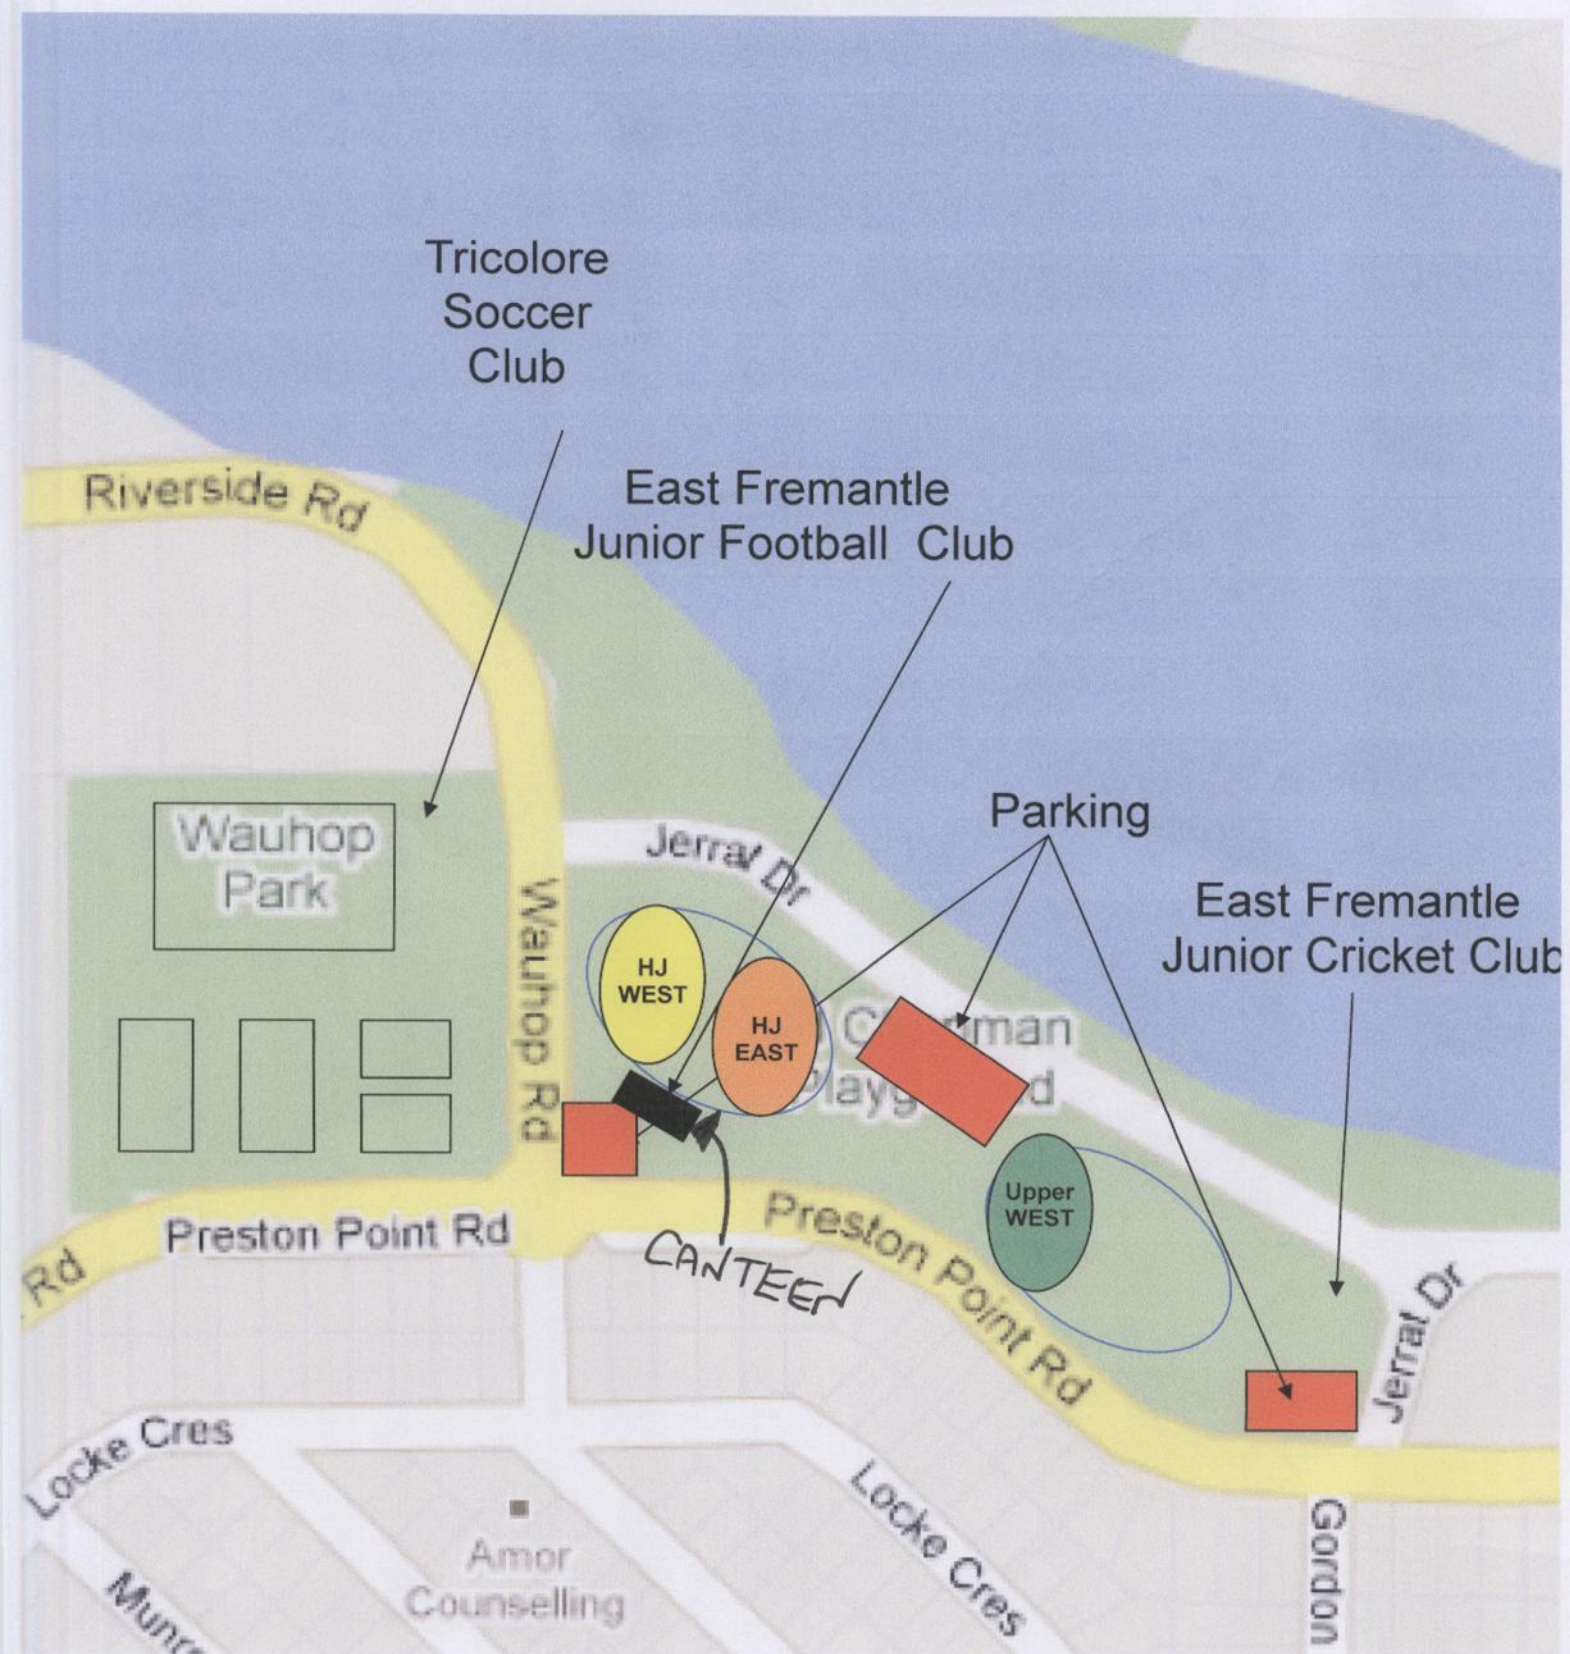 Tricolore
Soccer
Club
East Fremantle
Junior Football Club
Riverside Rd
Parking
Wauhop
Park
Jerrat Dr
East Fremantle
Junior Cricket Club
Wauhop Rd
HJ
WEST
HJ
EAST
Upper
WEST
CANTEEN
Preston Point Rd
Preston Point Rd
Rd
Jerrat Dr
Locke Cres
Locke Cres
Amor
Counselling
Gordon